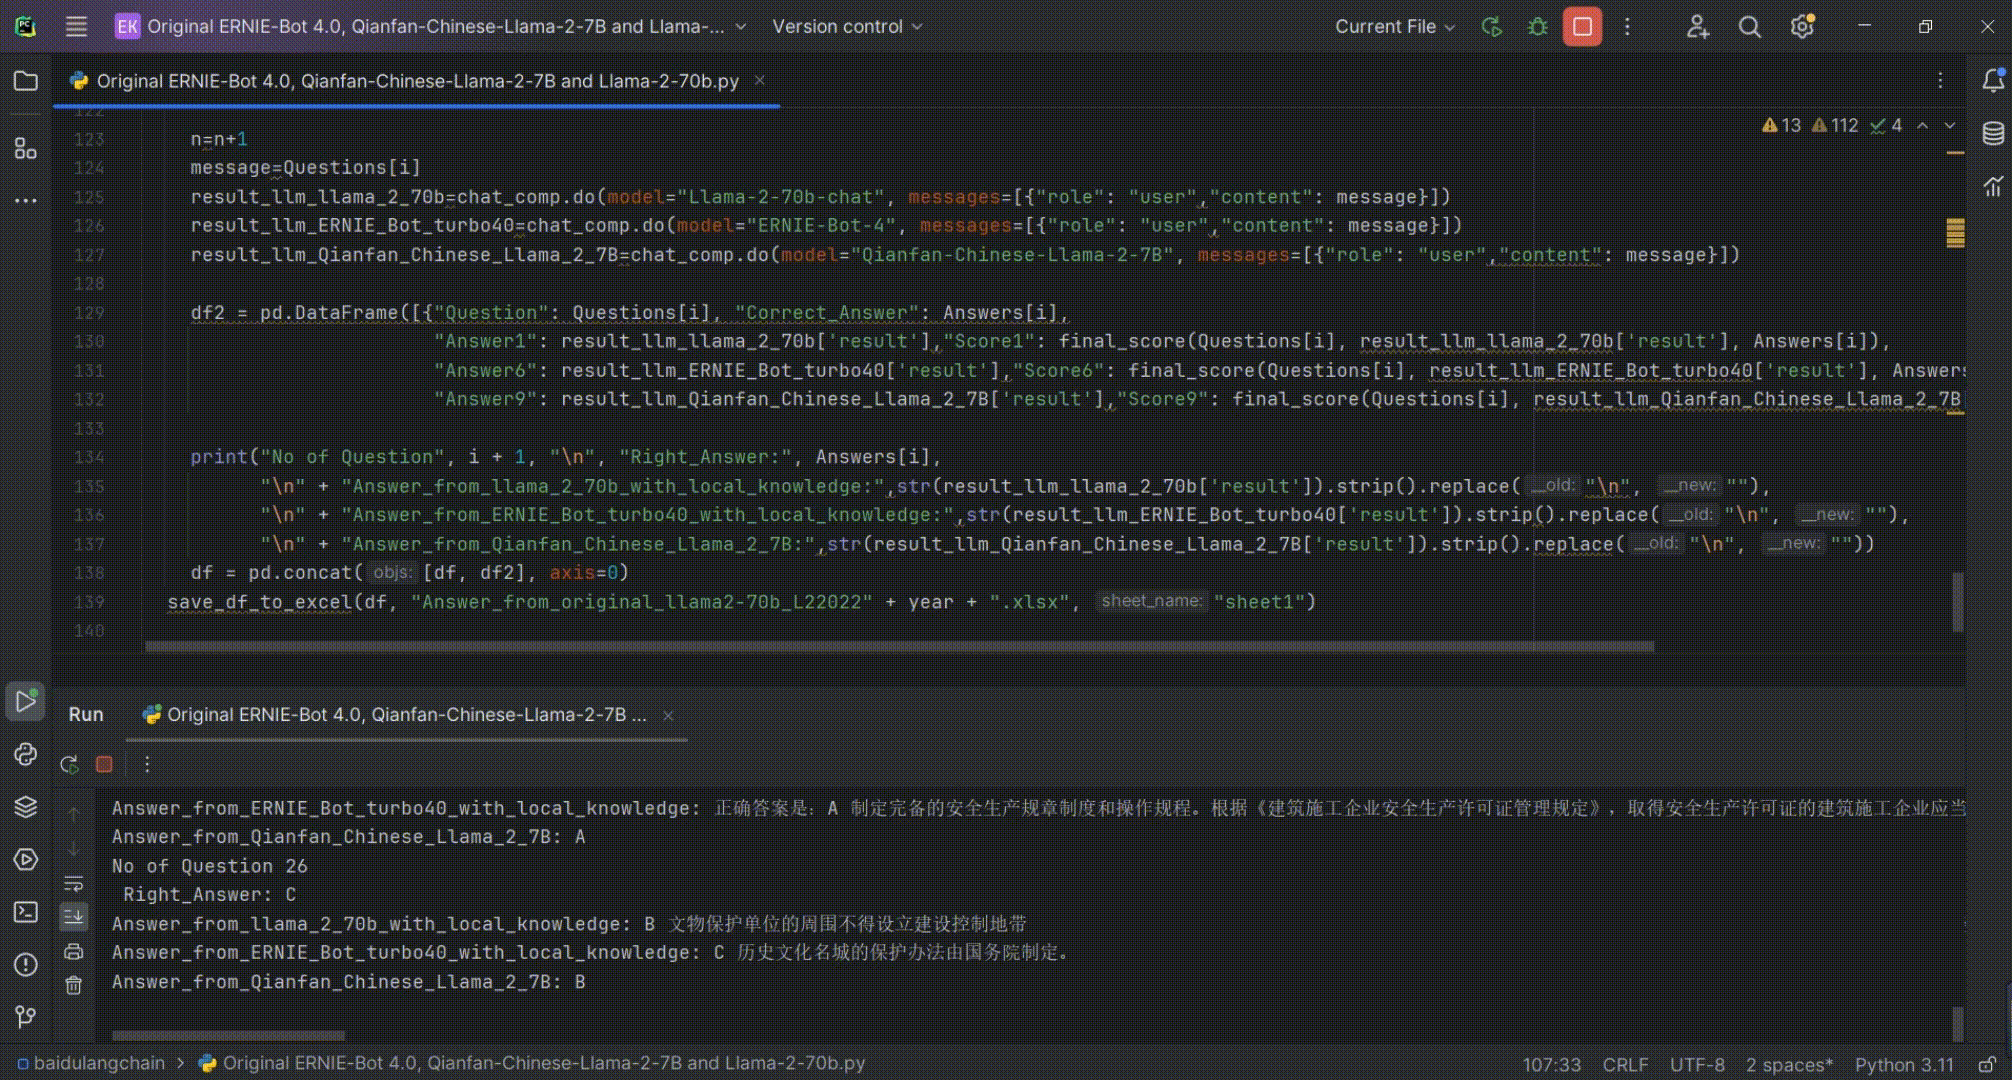 PC
EK Original ERNIE-Bot 4.0, Qianfan-Chinese-Llama-2-7B and Llama-... Version control Current File
Original ERNIE-Bot 4.0, Qianfan-Chinese-Llama-2-7B and Llama-2-70b.py
13 112 4
122
123 n=n+1
124 message=Questions[i]
125 result_llm_llama_2_70b=chat_comp.do(model="Llama-2-70b-chat", messages=[{"role": "user","content": message}])
126 result_llm_ERNIE_Bot_turbo40=chat_comp.do(model="ERNIE-Bot-4", messages=[{"role": "user","content": message}])
127 result_llm_Qianfan_Chinese_Llama_2_7B=chat_comp.do(model="Qianfan-Chinese-Llama-2-7B", messages=[{"role": "user","content": message}])
128
129 df2 = pd.DataFrame([{"Question": Questions[i], "Correct_Answer": Answers[i],
130 "Answer1": result_llm_llama_2_70b['result'],"Score1": final_score(Questions[i], result_llm_llama_2_70b['result'], Answers[i]),
131 "Answer6": result_llm_ERNIE_Bot_turbo40['result'],"Score6": final_score(Questions[i], result_llm_ERNIE_Bot_turbo40['result'], Answers
132 "Answer9": result_llm_Qianfan_Chinese_Llama_2_7B['result'],"Score9": final_score(Questions[i], result_llm_Qianfan_Chinese_Llama_2_7B
133
134 print("No of Question", i + 1, "\n", "Right_Answer:", Answers[i],
135 "\n" + "Answer_from_llama_2_70b_with_local_knowledge:",str(result_llm_llama_2_70b['result']).strip().replace( __old: "\n", __new: ""),
136 "\n" + "Answer_from_ERNIE_Bot_turbo40_with_local_knowledge:",str(result_llm_ERNIE_Bot_turbo40['result']).strip().replace( __old: "\n", __new: ""),
137 "\n" + "Answer_from_Qianfan_Chinese_Llama_2_7B:",str(result_llm_Qianfan_Chinese_Llama_2_7B['result']).strip().replace( __old: "\n", __new: ""))
138 df = pd.concat( objs: [df, df2], axis=0)
139 save_df_to_excel(df, "Answer_from_original_llama2-70b_L22022" + year + ".xlsx", sheet_name: "sheet1")
140
Run Original ERNIE-Bot 4.0, Qianfan-Chinese-Llama-2-7B ...
Answer_from_ERNIE_Bot_turbo40_with_local_knowledge: 正确答案是：A 制定完备的安全生产规章制度和操作规程。根据《建筑施工企业安全生产许可证管理规定》，取得安全生产许可证的建筑施工企业应当
Answer_from_Qianfan_Chinese_Llama_2_7B: A
No of Question 26
Right_Answer: C
Answer_from_llama_2_70b_with_local_knowledge: B 文物保护单位的周围不得设立建设控制地带
Answer_from_ERNIE_Bot_turbo40_with_local_knowledge: C 历史文化名城的保护办法由国务院制定。
Answer_from_Qianfan_Chinese_Llama_2_7B: B
baidulangchain > Original ERNIE-Bot 4.0, Qianfan-Chinese-Llama-2-7B and Llama-2-70b.py 107:33 CRLF UTF-8 2 spaces* Python 3.11